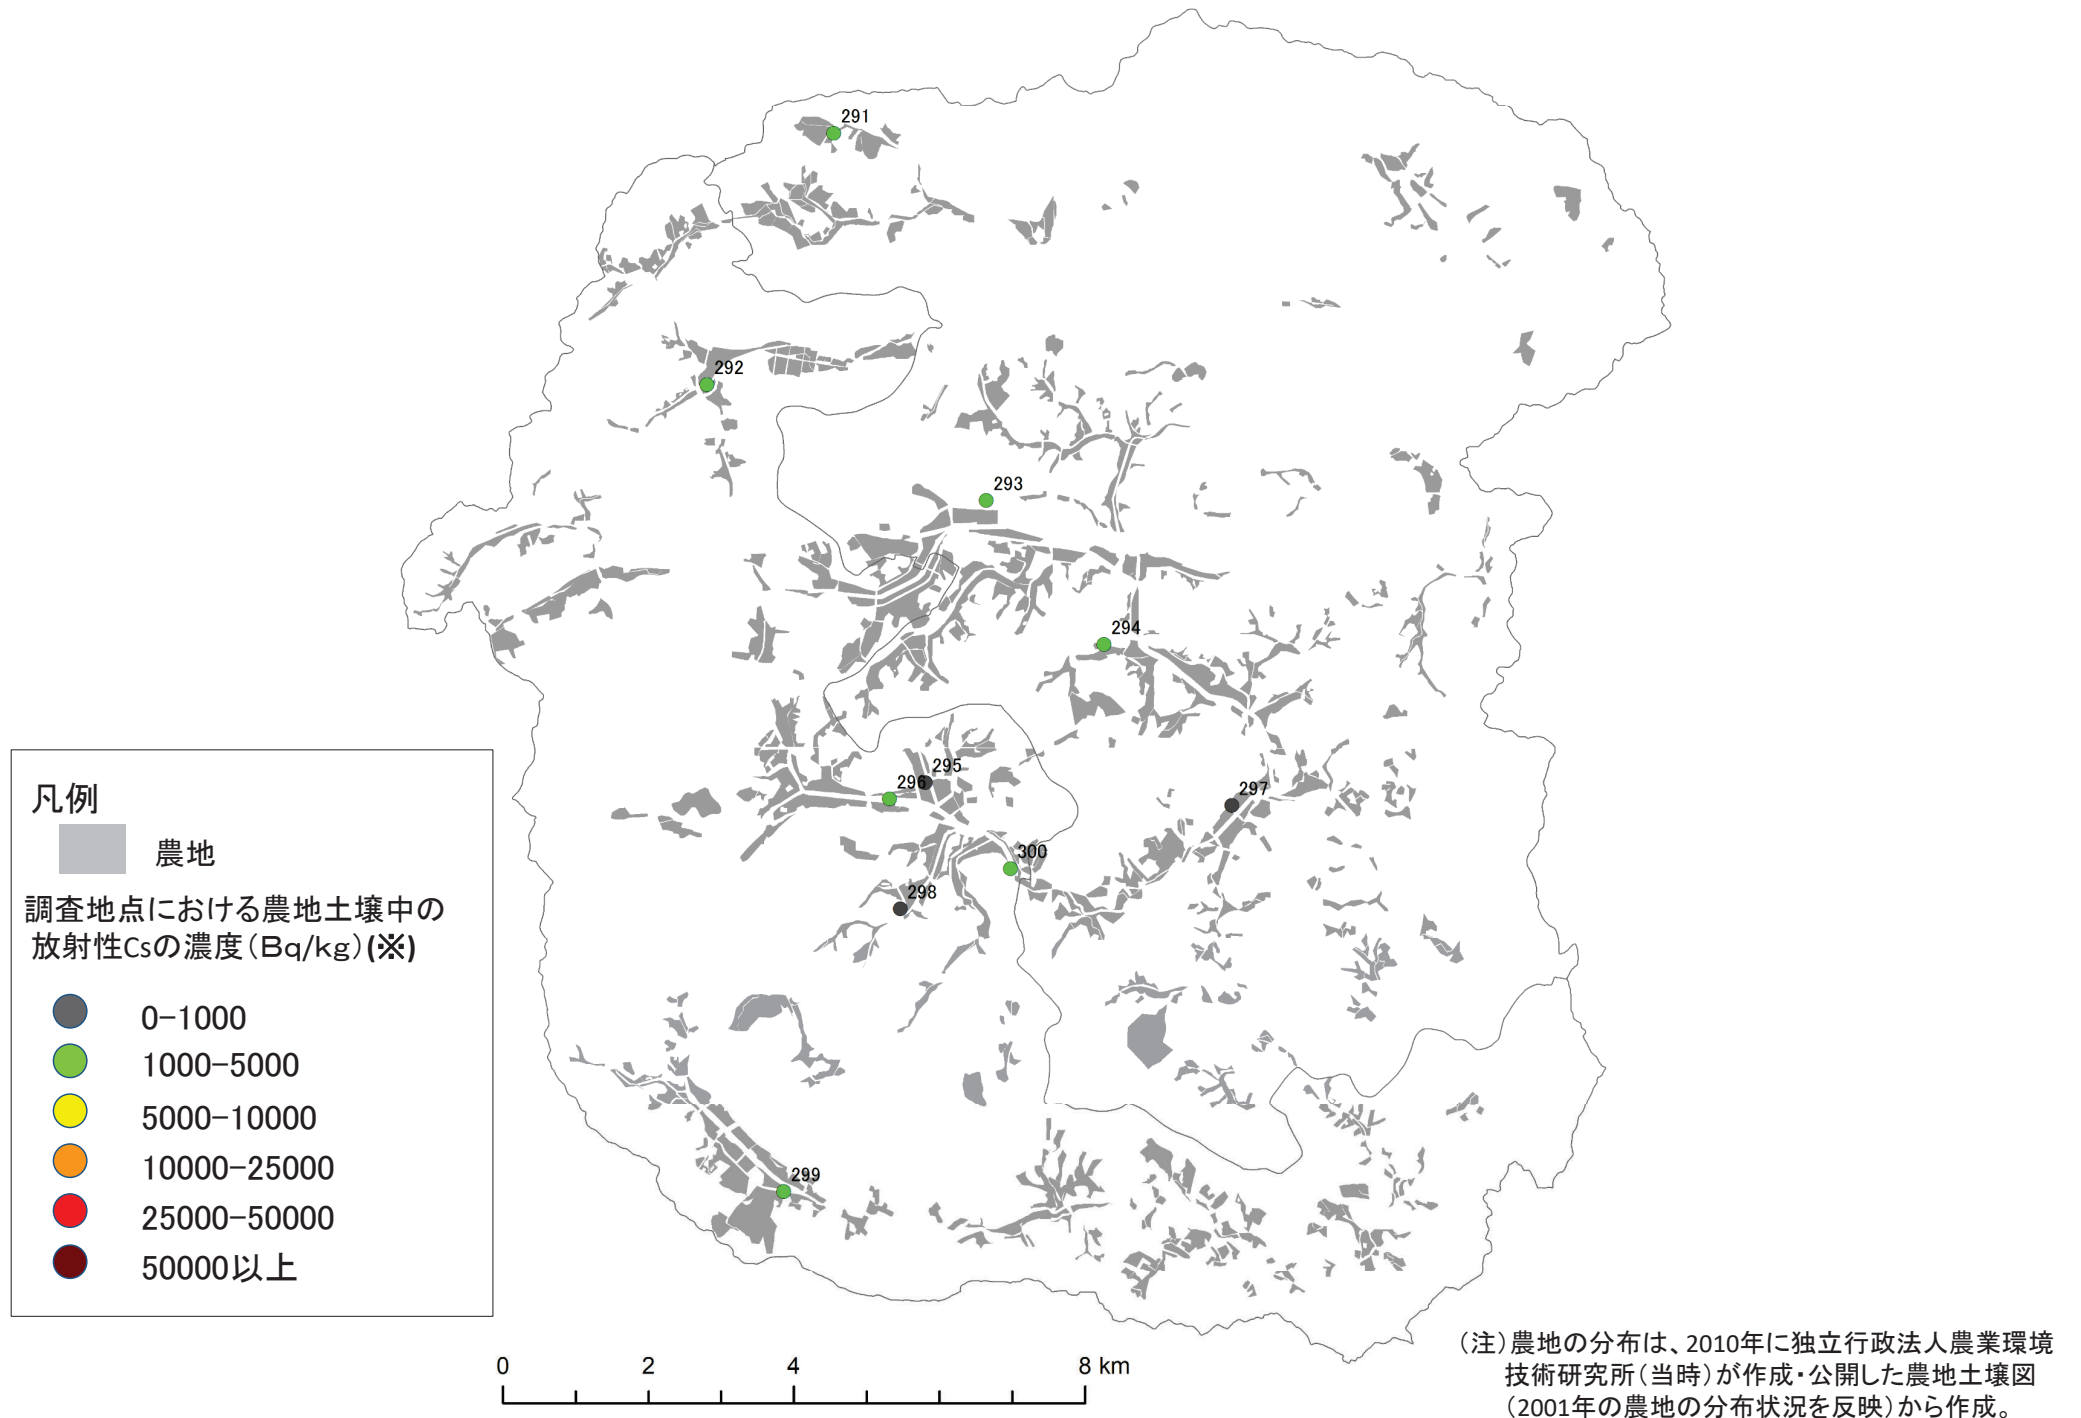 291
292
293
294
295
296
297
300
298
299
凡例
農地
調査地点における農地土壌中の
放射性Csの濃度(Bq/kg)(※)
0-1000
1000-5000
5000-10000
10000-25000
25000-50000
50000以上
0 2 4 8 km
(注)農地の分布は、2010年に独立行政法人農業環境
技術研究所(当時)が作成・公開した農地土壌図
(2001年の農地の分布状況を反映)から作成。